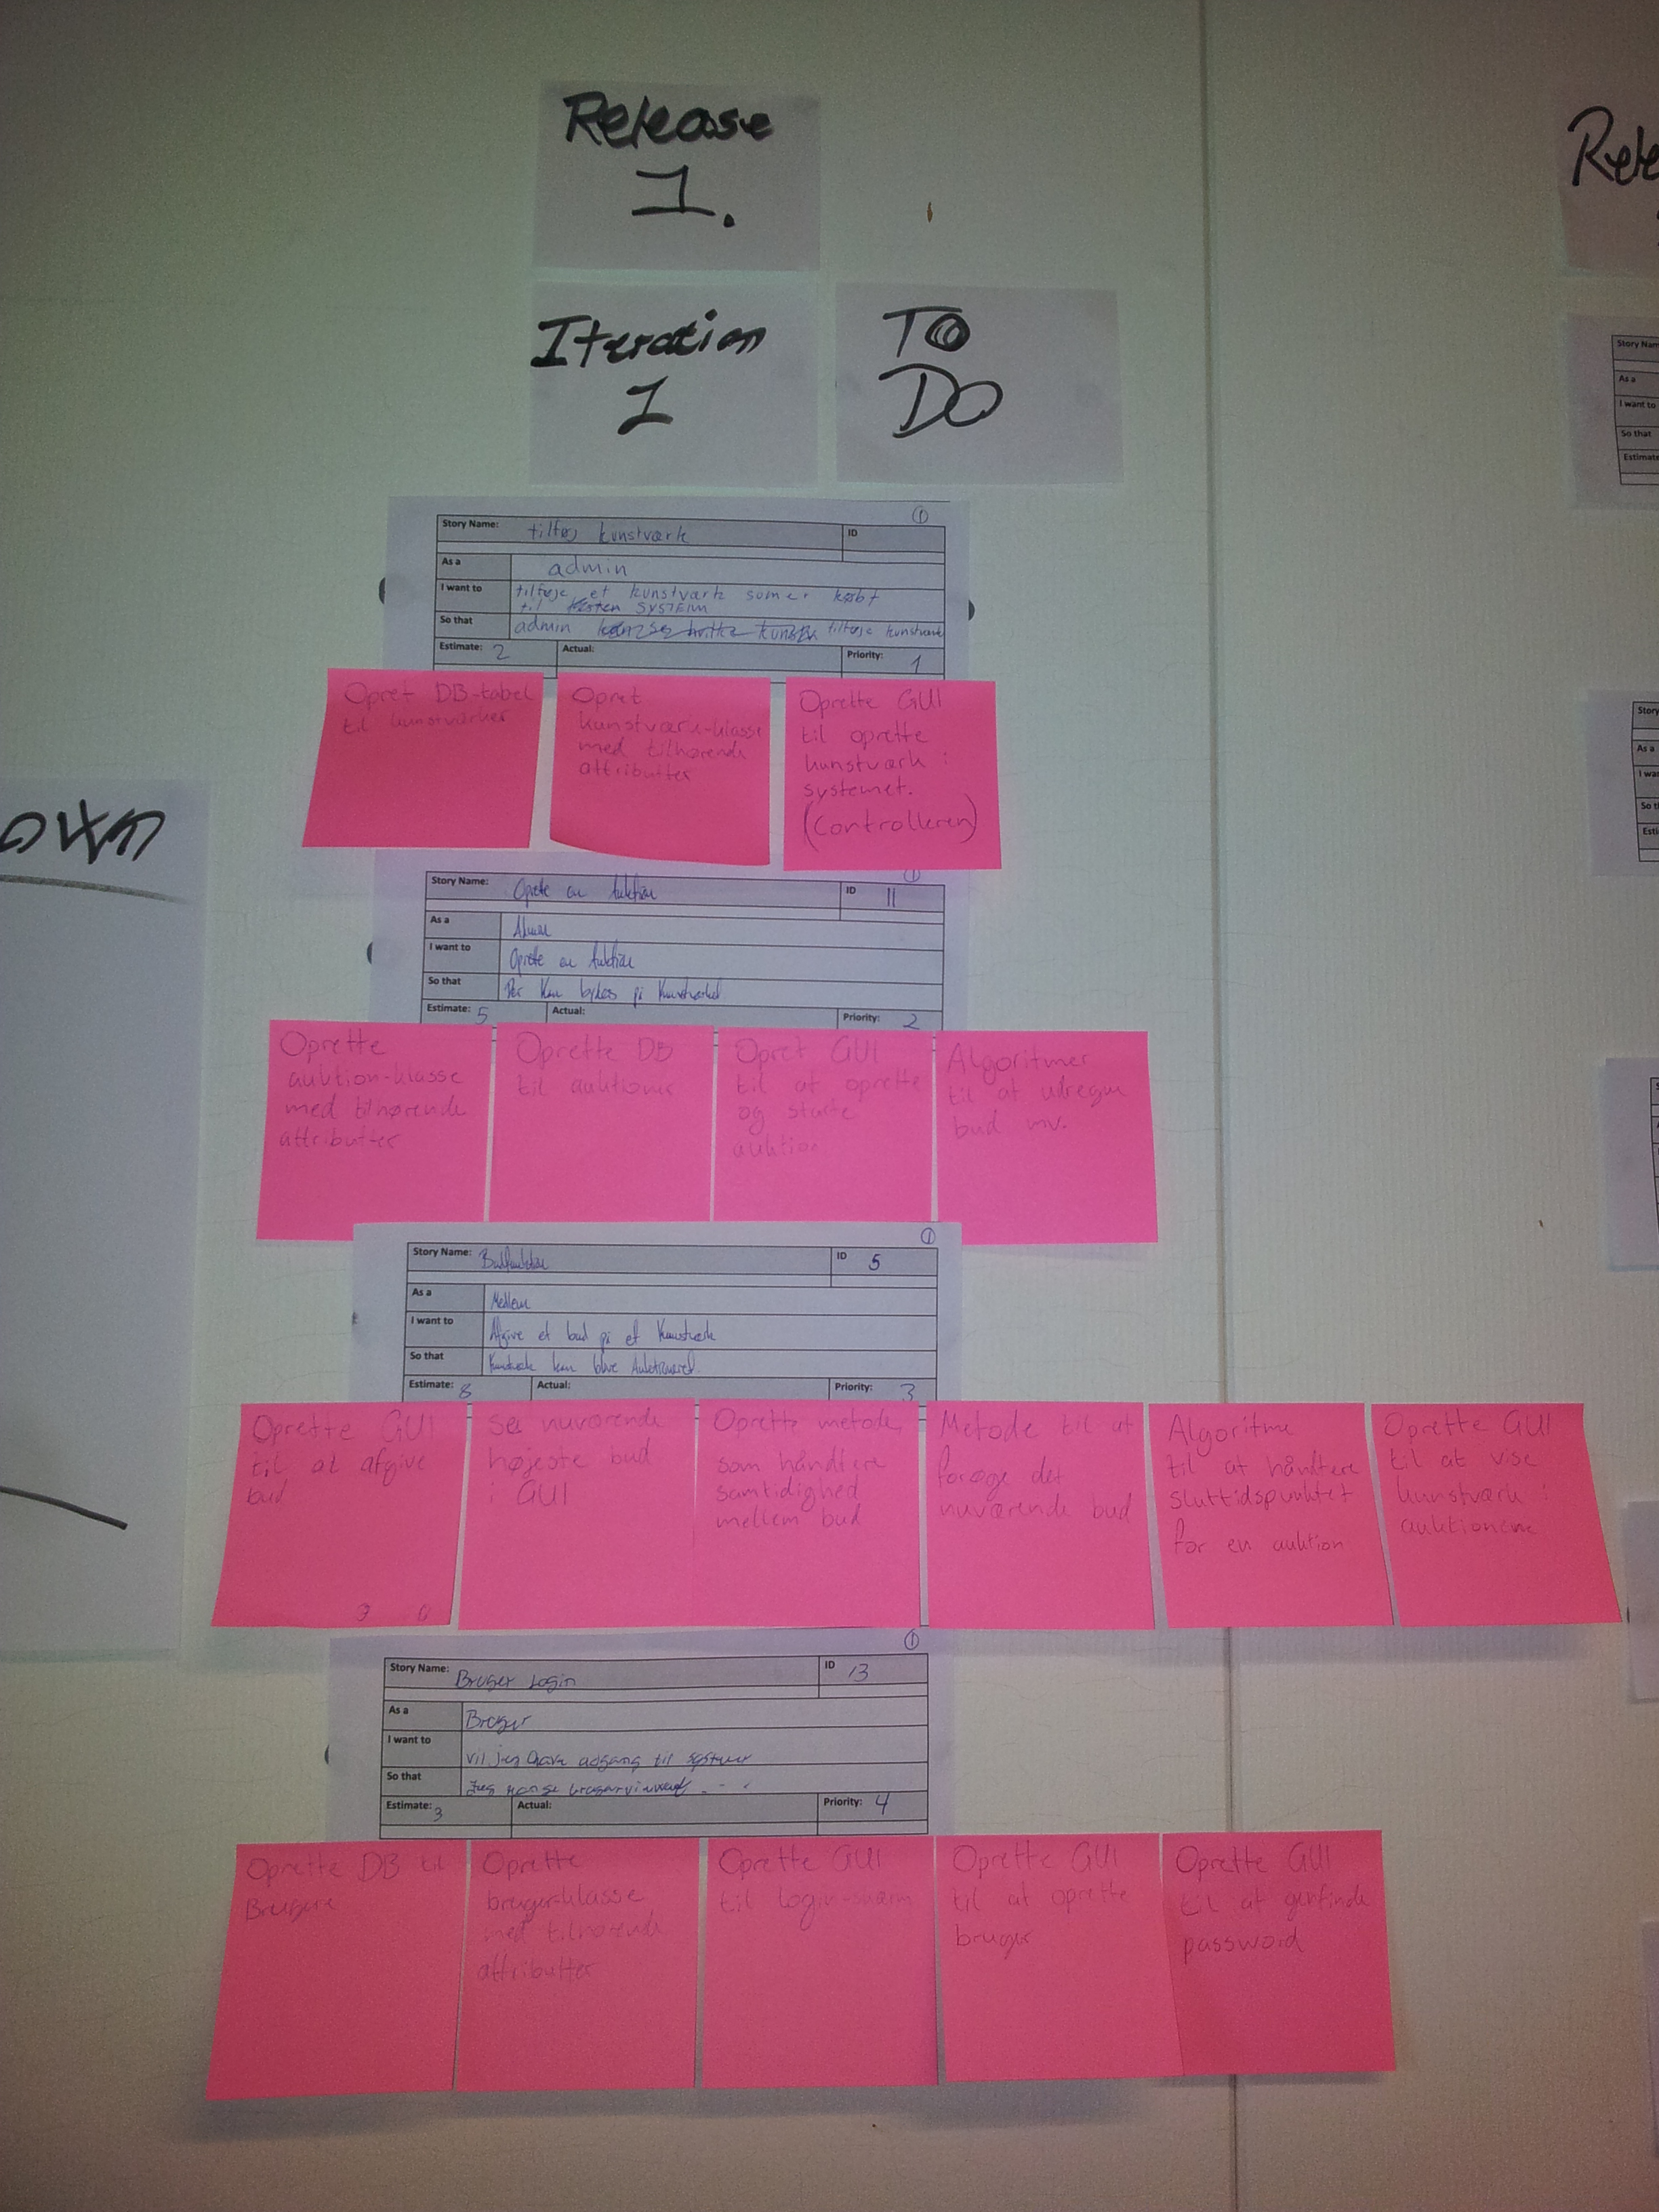 Release
1.
Iteration
1
TO
DO
1
Story Name: tilføj kunstværk ID
As a admin
I want to tilføje et kunstværk som er købt
til SYSTEM
So that admin tilføje kunstværk
Estimate: 2 Actual: Priority: 1
Opret DB-tabel
til kunstværker
Opret
kunstværk-klasse
med tilhørende
attributter
Oprette GUI
til oprette
kunstværk i
systemet.
(Controlleren)
1
Story Name: Oprette en Auktion ID 11
As a Admin
I want to Oprette en Auktion
So that Der kan bydes på kunstværket
Estimate: 5 Actual: Priority: 2
Oprette
auktion-klasse
med tilhørende
attributter
Oprette DB
til auktioner
Opret GUI
til at oprette
og starte
auktion
Algoritmer
til at udregne
bud mv.
1
Story Name: Budfunktion ID 5
As a Medlem
I want to Afgive et bud på et kunstværk
So that Kunstværk kan blive Auktioneret.
Estimate: 8 Actual: Priority: 3
Oprette GUI
til at afgive
bud
Se nuværende
højeste bud
i GUI
Oprette metode,
som håndtere
samtidighed
mellem bud
Metode til at
forøge det
nuværende bud
Algoritme
til at håndtere
sluttidspunktet
for en auktion
Oprette GUI
til at vise
kunstværk i
auktionerne
1
Story Name: Bruger Login ID 13
As a Bruger
I want to vil jeg have adgang til systemet
So that Jeg
Estimate: 3 Actual: Priority: 4
Oprette DB til
Brugere
Oprette
bruger-klasse
med tilhørende
attributter
Oprette GUI
til login-skærm
Oprette GUI
til at oprette
bruger
Oprette GUI
til at genfinde
password
own
Rele
Story Nam
As a
I want to
So that
Estimate
Story
As a
I wa
So t
Esti